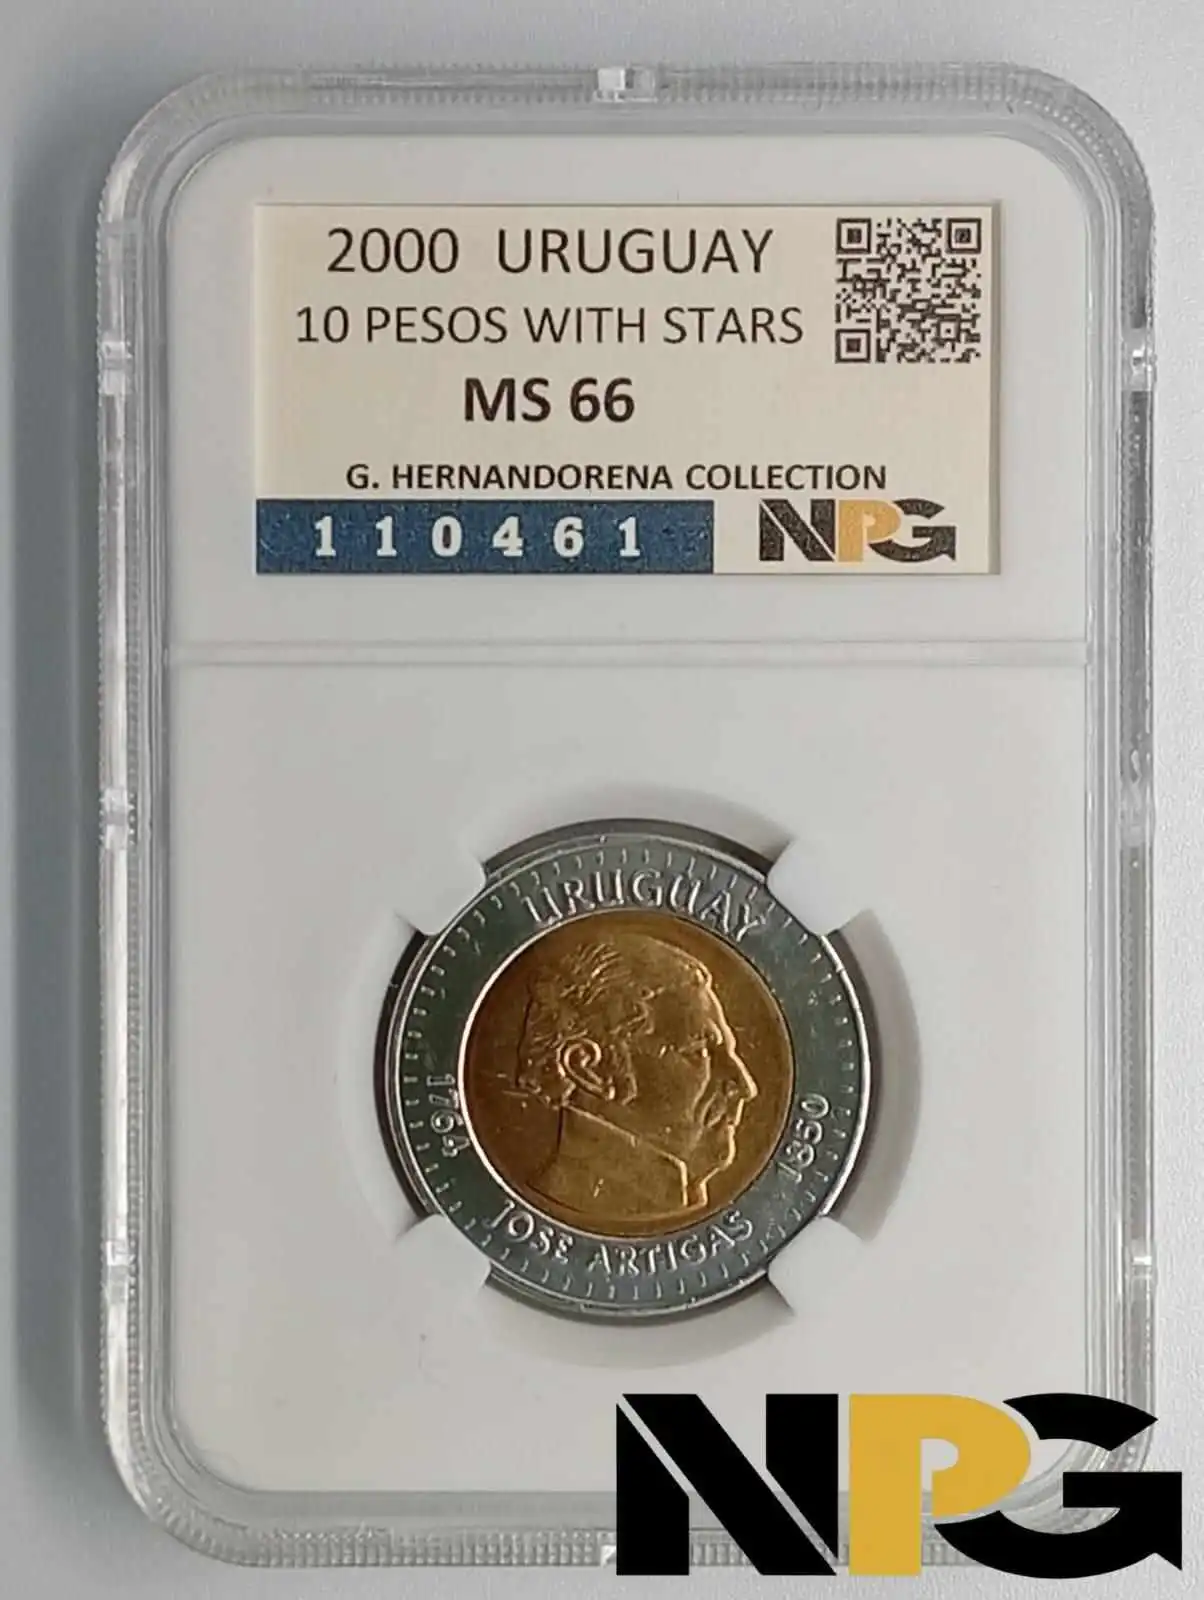 2000 URUGUAY
10 PESOS WITH STARS
MS 66
G. HERNANDORENA COLLECTION
110461
NPG
URUGUAY
1764
1850
JOSE ARTIGAS
NPG